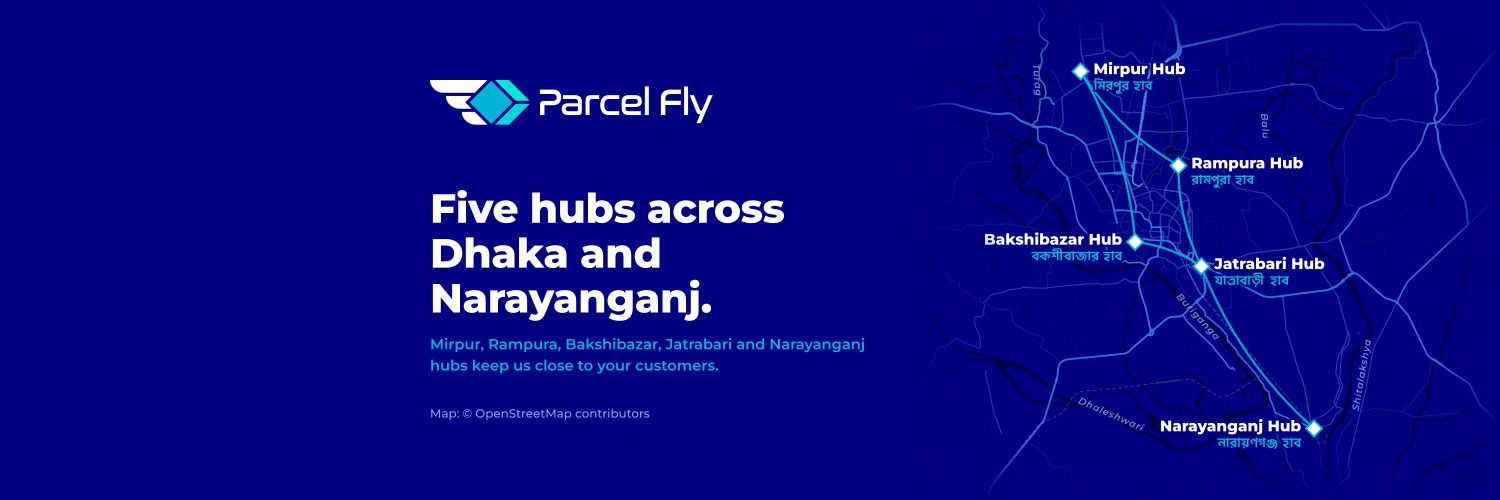 Parcel Fly
Five hubs across
Dhaka and
Narayanganj.
Mirpur, Rampura, Bakshibazar, Jatrabari and Narayanganj
hubs keep us close to your customers.
Map: © OpenStreetMap contributors
Turag
Mirpur Hub
মিরপুর হাব
Balu
Rampura Hub
রামপুরা হাব
Bakshibazar Hub
বকশীবাজার হাব
Jatrabari Hub
যাত্রাবাড়ী হাব
Buriganga
Shitalakshya
Dhaleshwari
Narayanganj Hub
নারায়ণগঞ্জ হাব